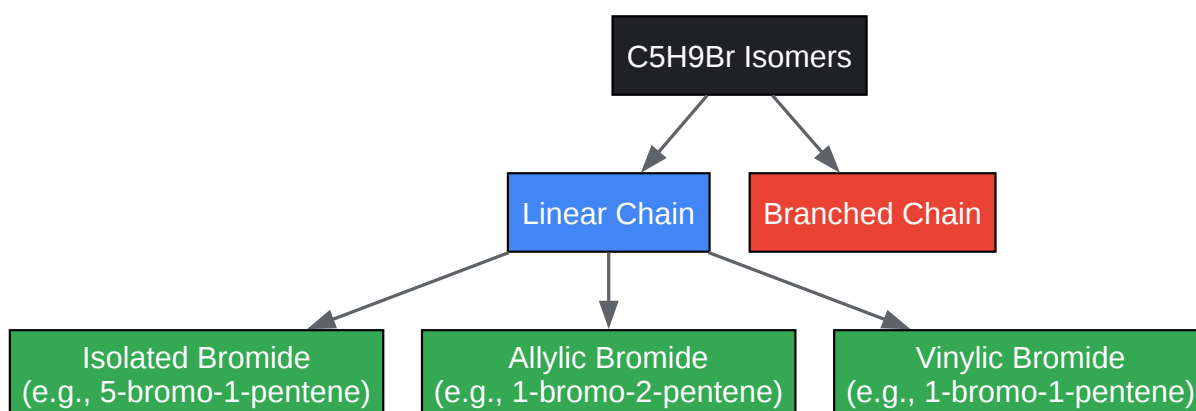 C5H9Br Isomers
Linear Chain
Branched Chain
Isolated Bromide
(e.g., 5-bromo-1-pentene)
Allylic Bromide
(e.g., 1-bromo-2-pentene)
Vinylic Bromide
(e.g., 1-bromo-1-pentene)